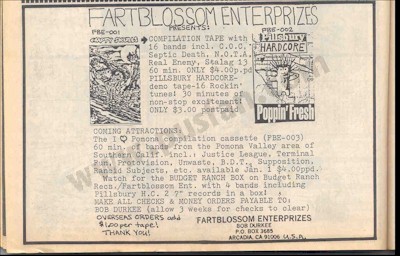 FARTBLOSSOM ENTERPRIZES
PRESENTS:
PBE-001
PBE-002
COMPILATION TAPE with
16 bands incl. C.O.C.
Septic Death, N.O.T.A.
Real Enemy, Stalag 13
60 min. ONLY $4.00p.pd
PILLSBURY HARDCORE-
demo-tape-16 Rockin'
tunes! 30 minutes of
non-stop excitement!
ONLY $3.00 postpaid
Pillsbury
HARDCORE
Poppin' Fresh
COMING ATTRACTIONS:
The I ♡ Pomona compilation cassette (PBE-003)
60 min. of bands from the Pomona Valley area of
Southern Calif. incl.: Justice League, Terminal
Fun, Protovision, Unwaste, B.D.T., Supposition,
Manoid Subjects, etc. available Jan. 1 $4.00ppd.
Watch for the BUDGET RANCH BOX on Budget Ranch
Recs./Fartblossom Ent. with 4 bands including
Pillsbury H.C. 2 7" records in a box!
MAKE ALL CHECKS & MONEY ORDERS PAYABLE TO:
BOB DURKEE (allow 3 weeks for checks to clear)
OVERSEAS ORDERS add
$1.00 per tape!
THANK YOU!
FARTBLOSSOM ENTERPRIZES
BOB DURKEE
P.O. BOX 3685
ARCADIA, CA 91006 U.S.A.